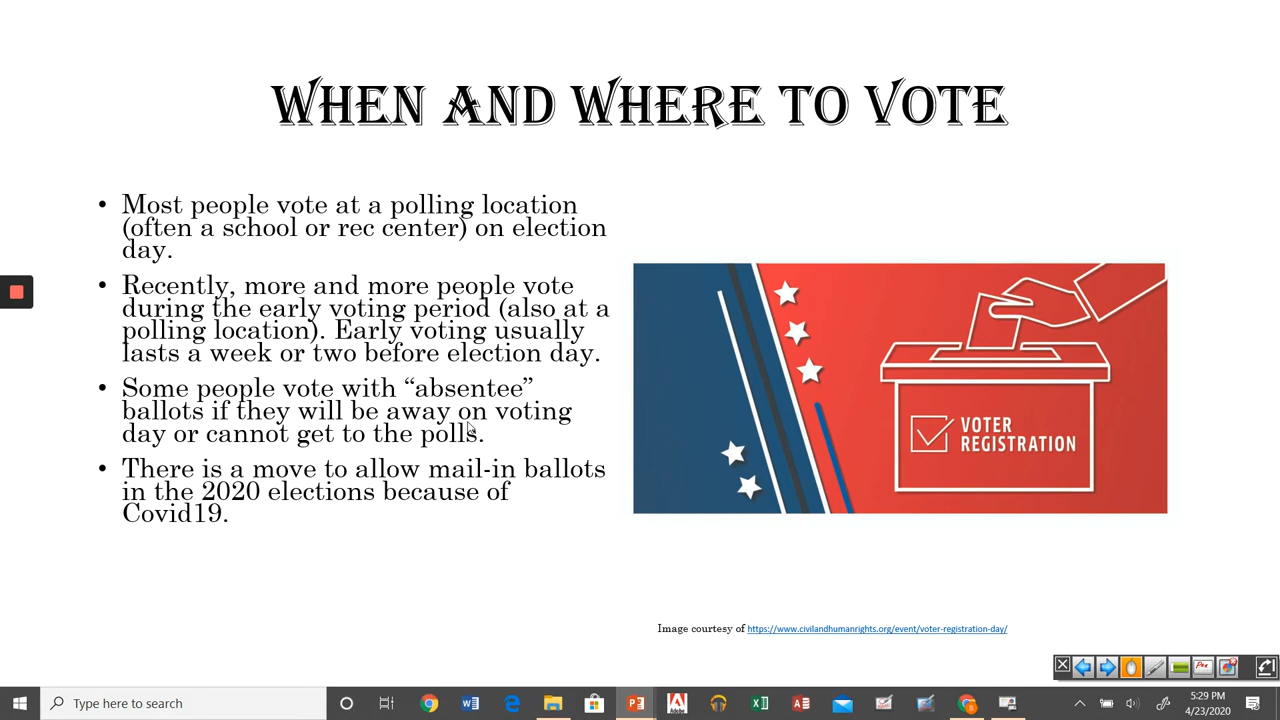 WHEN AND WHERE TO VOTE
• Most people vote at a polling location
(often a school or rec center) on election
day.
• Recently, more and more people vote
during the early voting period (also at a
polling location). Early voting usually
lasts a week or two before election day.
• Some people vote with “absentee”
ballots if they will be away on voting
day or cannot get to the polls.
• There is a move to allow mail-in ballots
in the 2020 elections because of
Covid19.
VOTER
REGISTRATION
Image courtesy of https://www.civilandhumanrights.org/event/voter-registration-day/
Pen
Type here to search
5:29 PM
4/23/2020